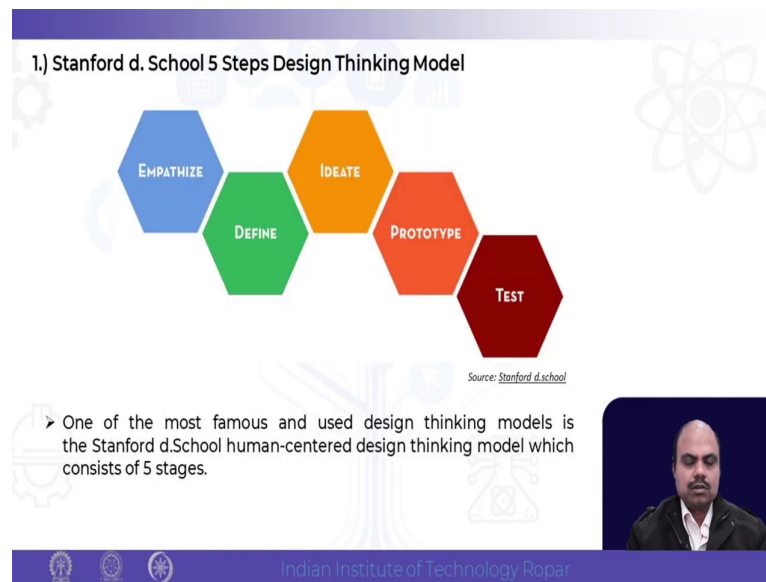 1.) Stanford d. School 5 Steps Design Thinking Model
EMPATHIZE
IDEATE
DEFINE
PROTOTYPE
TEST
Source: Stanford d.school
➤ One of the most famous and used design thinking models is
the Stanford d.School human-centered design thinking model which
consists of 5 stages.
Indian Institute of Technology Ropar